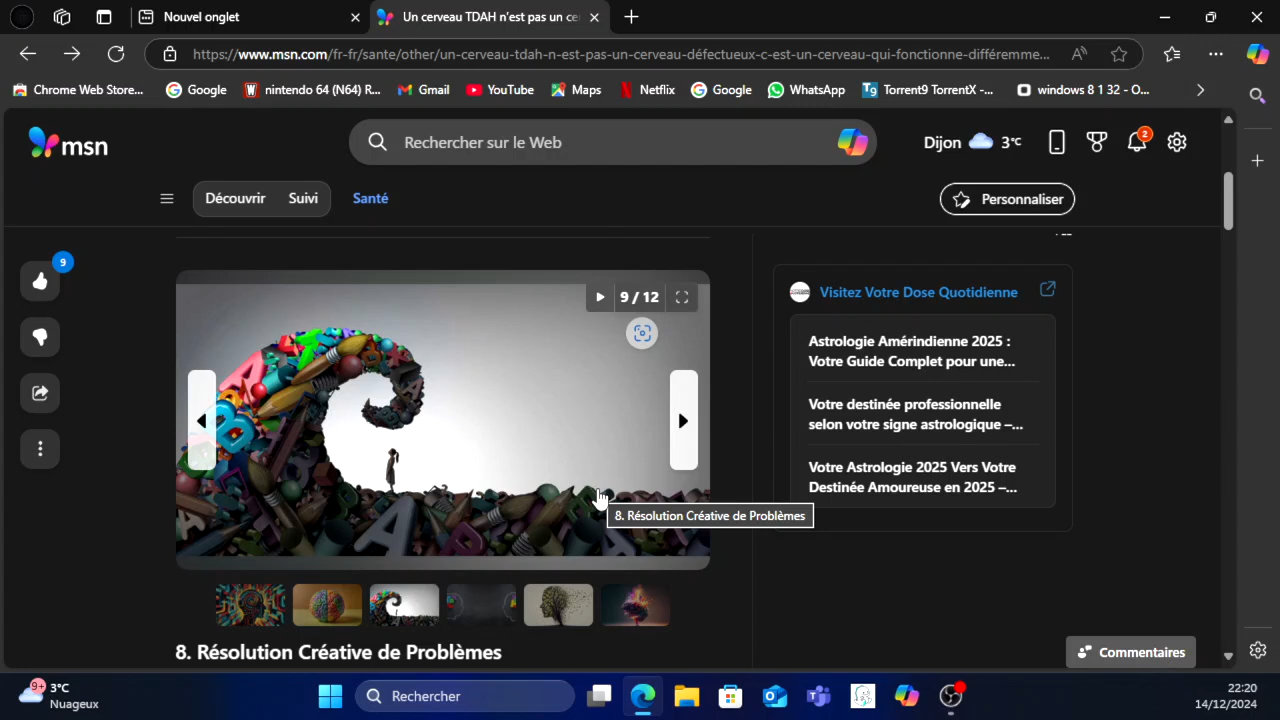 Nouvel onglet
Un cerveau TDAH n'est pas un ce
https://www.msn.com/fr-fr/sante/other/un-cerveau-tdah-n-est-pas-un-cerveau-défectueux-c-est-un-cerveau-qui-fonctionne-différemme...
Chrome Web Store...
Google
nintendo 64 (N64) R...
Gmail
YouTube
Maps
Netflix
Google
WhatsApp
Torrent9 TorrentX -...
windows 8 1 32 - O...
msn
Rechercher sur le Web
Dijon
3°C
2
Découvrir
Suivi
Santé
Personnaliser
9
9 / 12
Visitez Votre Dose Quotidienne
Astrologie Amérindienne 2025 :
Votre Guide Complet pour une...
Votre destinée professionnelle
selon votre signe astrologique –...
Votre Astrologie 2025 Vers Votre
Destinée Amoureuse en 2025 –...
8. Résolution Créative de Problèmes
8. Résolution Créative de Problèmes
Commentaires
9+
3°C
Nuageux
Rechercher
22:20
14/12/2024